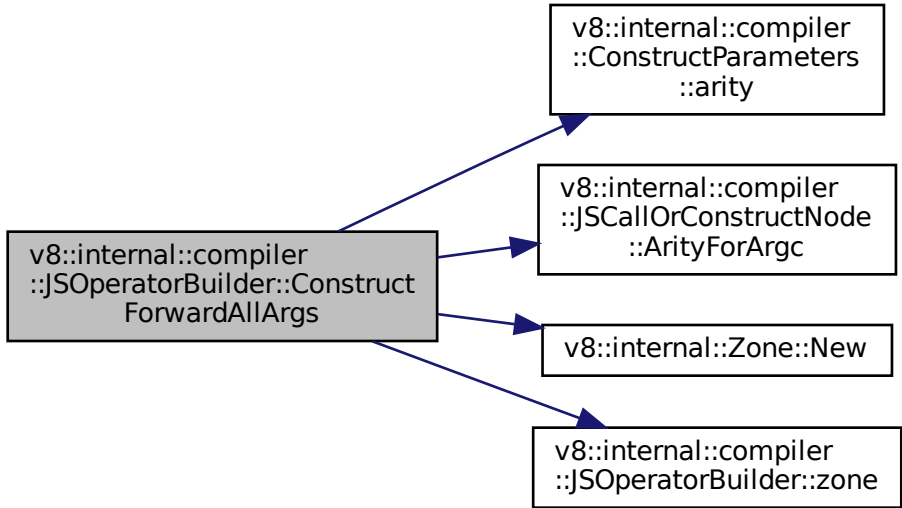 v8::internal::compiler
::JSOperatorBuilder::Construct
ForwardAllArgs
v8::internal::compiler
::ConstructParameters
::arity
v8::internal::compiler
::JSCallOrConstructNode
::ArityForArgc
v8::internal::Zone::New
v8::internal::compiler
::JSOperatorBuilder::zone